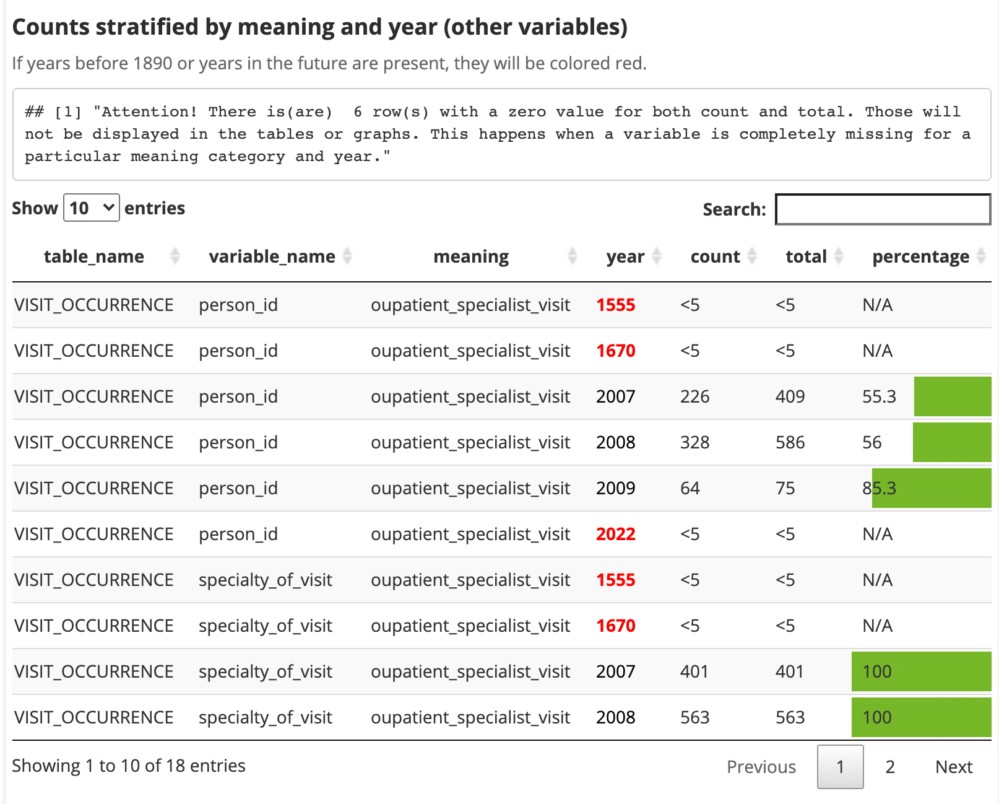 Counts stratified by meaning and year (other variables)
If years before 1890 or years in the future are present, they will be colored red.
## [1] "Attention! There is(are)  6 row(s) with a zero value for both count and total. Those will
not be displayed in the tables or graphs. This happens when a variable is completely missing for a
particular meaning category and year."
Show 10 entries Search:
table_name variable_name meaning year count total percentage
VISIT_OCCURRENCE person_id oupatient_specialist_visit 1555 <5 <5 N/A
VISIT_OCCURRENCE person_id oupatient_specialist_visit 1670 <5 <5 N/A
VISIT_OCCURRENCE person_id oupatient_specialist_visit 2007 226 409 55.3
VISIT_OCCURRENCE person_id oupatient_specialist_visit 2008 328 586 56
VISIT_OCCURRENCE person_id oupatient_specialist_visit 2009 64 75 85.3
VISIT_OCCURRENCE person_id oupatient_specialist_visit 2022 <5 <5 N/A
VISIT_OCCURRENCE specialty_of_visit oupatient_specialist_visit 1555 <5 <5 N/A
VISIT_OCCURRENCE specialty_of_visit oupatient_specialist_visit 1670 <5 <5 N/A
VISIT_OCCURRENCE specialty_of_visit oupatient_specialist_visit 2007 401 401 100
VISIT_OCCURRENCE specialty_of_visit oupatient_specialist_visit 2008 563 563 100
Showing 1 to 10 of 18 entries Previous 1 2 Next